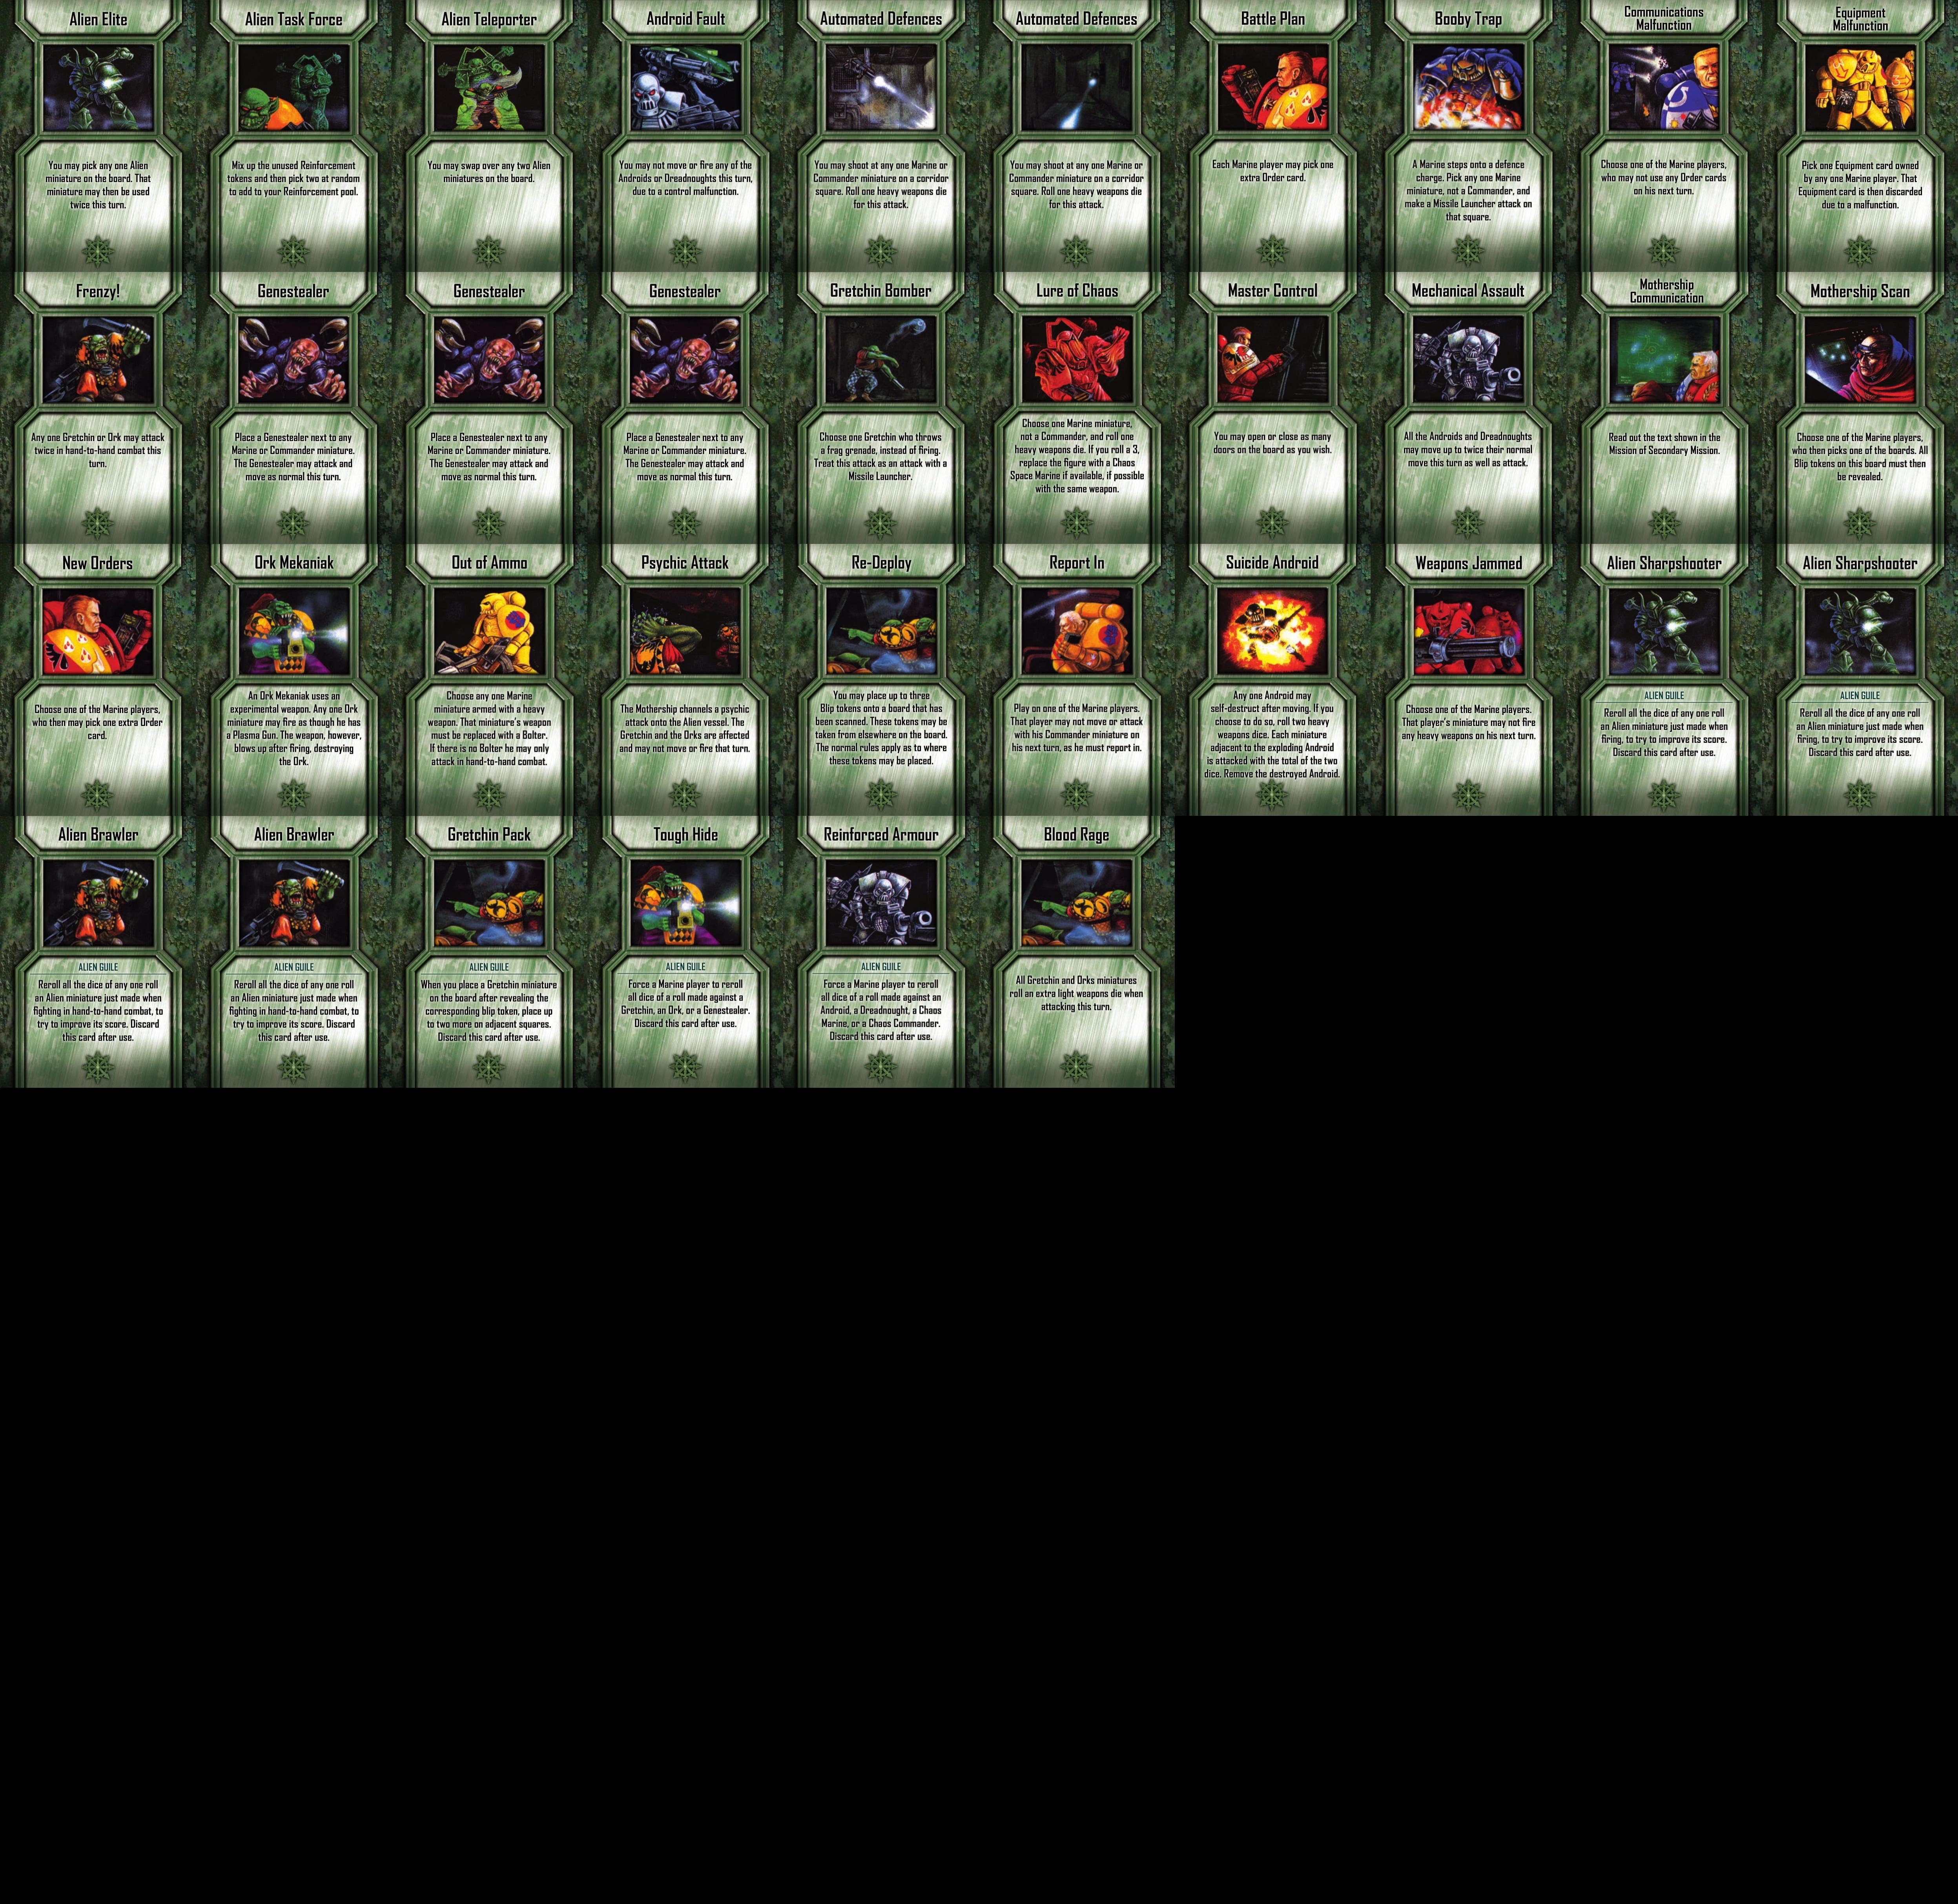 Alien Elite
You may pick any one Alien
miniature on the board. That
miniature may then be used
twice this turn.
Alien Task Force
Mix up the unused Reinforcement
tokens and then pick two at random
to add to your Reinforcement pool.
Alien Teleporter
You may swap over any two Alien
miniatures on the board.
Android Fault
You may not move or fire any of the
Androids or Dreadnoughts this turn,
due to a control malfunction.
Automated Defences
You may shoot at any one Marine or
Commander miniature on a corridor
square. Roll one heavy weapons die
for this attack.
Automated Defences
You may shoot at any one Marine or
Commander miniature on a corridor
square. Roll one heavy weapons die
for this attack.
Battle Plan
Each Marine player may pick one
extra Order card.
Booby Trap
A Marine steps onto a defence
charge. Pick any one Marine
miniature, not a Commander, and
make a Missile Launcher attack on
that square.
Communications
Malfunction
Choose one of the Marine players,
who may not use any Order cards
on his next turn.
Equipment
Malfunction
Pick one Equipment card owned
by any one Marine player. That
Equipment card is then discarded
due to a malfunction.
Frenzy!
Any one Gretchin or Ork may attack
twice in hand-to-hand combat this
turn.
Genestealer
Place a Genestealer next to any
Marine or Commander miniature.
The Genestealer may attack and
move as normal this turn.
Genestealer
Place a Genestealer next to any
Marine or Commander miniature.
The Genestealer may attack and
move as normal this turn.
Genestealer
Place a Genestealer next to any
Marine or Commander miniature.
The Genestealer may attack and
move as normal this turn.
Gretchin Bomber
Choose one Gretchin who throws
a frag grenade, instead of firing.
Treat this attack as an attack with a
Missile Launcher.
Lure of Chaos
Choose one Marine miniature,
not a Commander, and roll one
heavy weapons die. If you roll a 3,
replace the figure with a Chaos
Space Marine if available, if possible
with the same weapon.
Master Control
You may open or close as many
doors on the board as you wish.
Mechanical Assault
All the Androids and Dreadnoughts
may move up to twice their normal
move this turn as well as attack.
Mothership
Communication
Read out the text shown in the
Mission of Secondary Mission.
Mothership Scan
Choose one of the Marine players,
who then picks one of the boards. All
Blip tokens on this board must then
be revealed.
New Orders
Choose one of the Marine players,
who then may pick one extra Order
card.
Ork Mekaniak
An Ork Mekaniak uses an
experimental weapon. Any one Ork
miniature may fire as though he has
a Plasma Gun. The weapon, however,
blows up after firing, destroying
the Ork.
Out of Ammo
Choose any one Marine
miniature armed with a heavy
weapon. That miniature's weapon
must be replaced with a Bolter.
If there is no Bolter he may only
attack in hand-to-hand combat.
Psychic Attack
The Mothership channels a psychic
attack onto the Alien vessel. The
Gretchin and the Orks are affected
and may not move or fire that turn.
Re-Deploy
You may place up to three
Blip tokens onto a board that has
been scanned. These tokens may be
taken from elsewhere on the board.
The normal rules apply as to where
these tokens may be placed.
Report In
Play on one of the Marine players.
That player may not move or attack
with his Commander miniature on
his next turn, as he must report in.
Suicide Android
Any one Android may
self-destruct after moving. If you
choose to do so, roll two heavy
weapons dice. Each miniature
adjacent to the exploding Android
is attacked with the total of the two
dice. Remove the destroyed Android.
Weapons Jammed
Choose one of the Marine players.
That player's miniature may not fire
any heavy weapons on his next turn.
Alien Sharpshooter
ALIEN GUILE
Reroll all the dice of any one roll
an Alien miniature just made when
firing, to try to improve its score.
Discard this card after use.
Alien Sharpshooter
ALIEN GUILE
Reroll all the dice of any one roll
an Alien miniature just made when
firing, to try to improve its score.
Discard this card after use.
Alien Brawler
ALIEN GUILE
Reroll all the dice of any one roll
an Alien miniature just made when
fighting in hand-to-hand combat, to
try to improve its score. Discard
this card after use.
Alien Brawler
ALIEN GUILE
Reroll all the dice of any one roll
an Alien miniature just made when
fighting in hand-to-hand combat, to
try to improve its score. Discard
this card after use.
Gretchin Pack
ALIEN GUILE
When you place a Gretchin miniature
on the board after revealing the
corresponding blip token, place up
to two more on adjacent squares.
Discard this card after use.
Tough Hide
ALIEN GUILE
Force a Marine player to reroll
all dice of a roll made against a
Gretchin, an Ork, or a Genestealer.
Discard this card after use.
Reinforced Armour
ALIEN GUILE
Force a Marine player to reroll
all dice of a roll made against an
Android, a Dreadnought, a Chaos
Marine, or a Chaos Commander.
Discard this card after use.
Blood Rage
All Gretchin and Orks miniatures
roll an extra light weapons die when
attacking this turn.